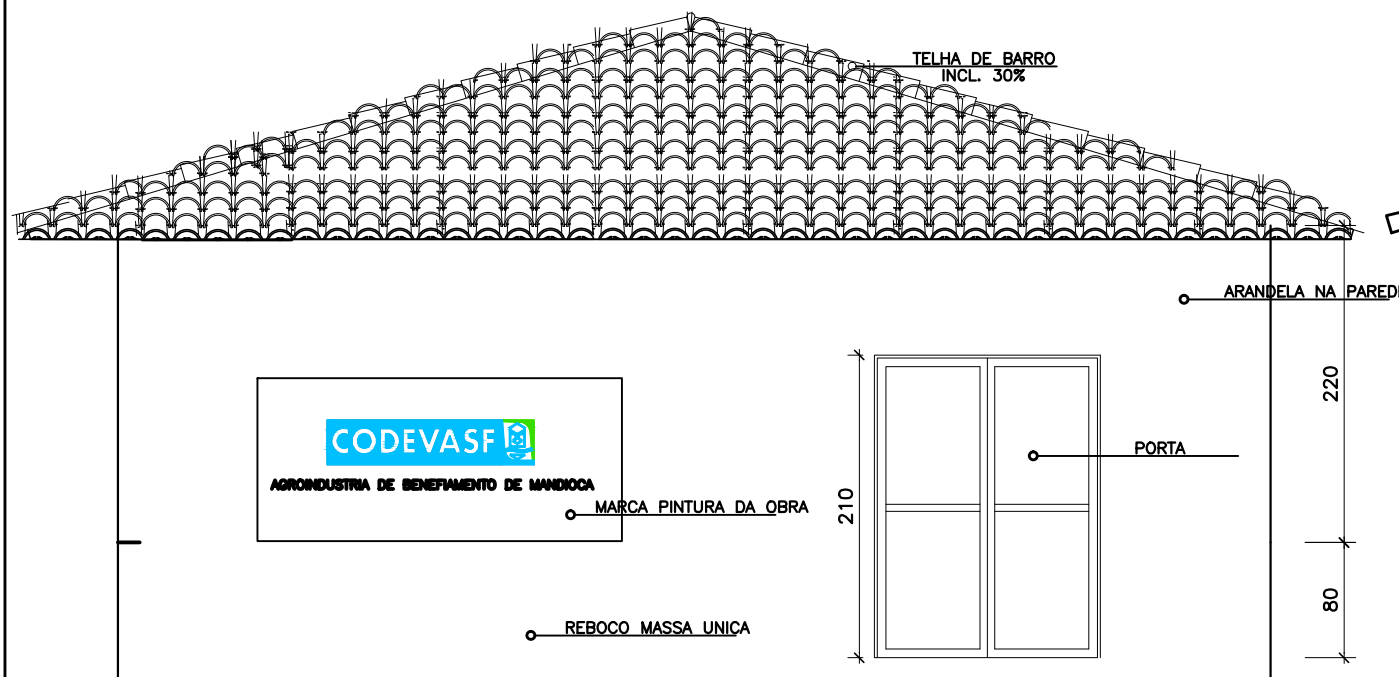 TELHA DE BARRO
INCL. 30%
ARANDELA NA PAREDE
220
CODEVASF
AGROINDUSTRIA DE BENEFIAMENTO DE MANDIOCA
PORTA
210
MARCA PINTURA DA OBRA
80
REBOCO MASSA UNICA